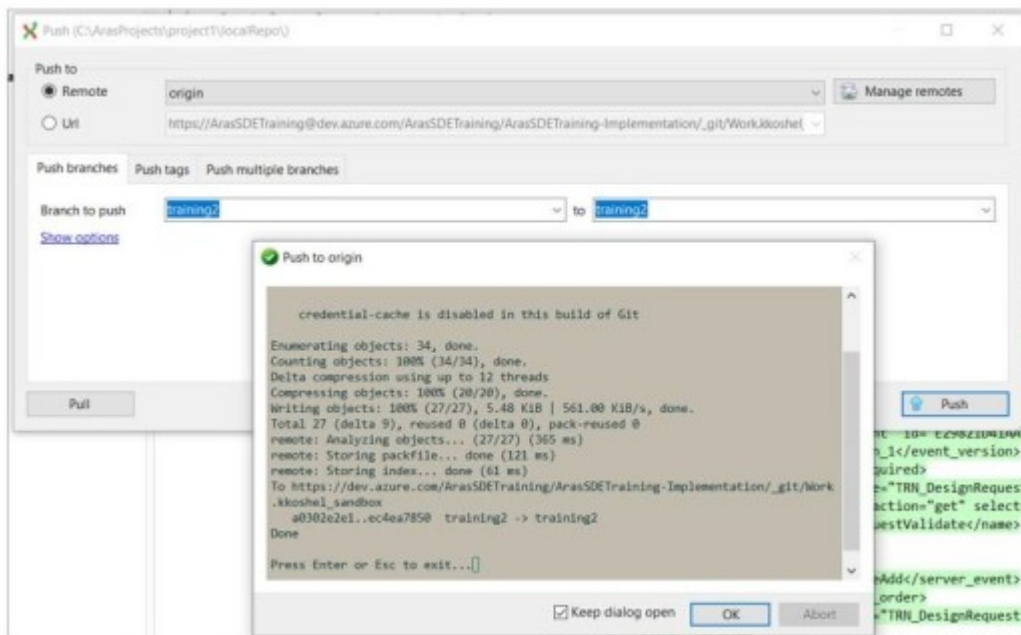 Push (C:\ArasProjects\project1\localRepo\)
Push to
Remote
origin
Manage remotes
Url
https://ArasSDETraining@dev.azure.com/ArasSDETraining/ArasSDETraining-Implementation/_git/Work.kkoshel_
Push branches
Push tags
Push multiple branches
Branch to push
training2
to
training2
Show options
Push to origin
credential-cache is disabled in this build of Git
Enumerating objects: 34, done.
Counting objects: 100% (34/34), done.
Delta compression using up to 12 threads
Compressing objects: 100% (20/20), done.
Writing objects: 100% (27/27), 5.48 KiB | 561.00 KiB/s, done.
Total 27 (delta 9), reused 0 (delta 0), pack-reused 0
remote: Analyzing objects... (27/27) (365 ms)
remote: Storing packfile... done (121 ms)
remote: Storing index... done (61 ms)
To https://dev.azure.com/ArasSDETraining/ArasSDETraining-Implementation/_git/Work
.kkoshel_sandbox
a0302e2e1..ec4ea7850 training2 -> training2
Done
Press Enter or Esc to exit...
Keep dialog open
OK
Abort
Pull
Push
_1</event_version>
quired>
="TRN_DesignReques
action="get" select
uestValidate</name>
eAdd</server_event>
_order>
="TRN_DesignRequest